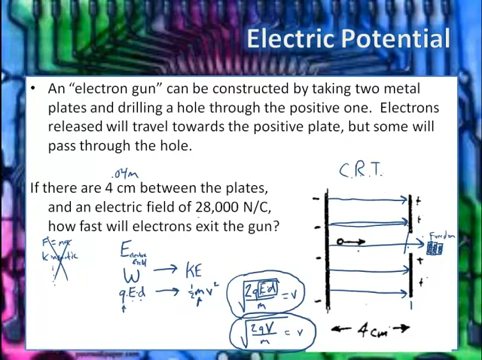 Electric Potential
• An "electron gun" can be constructed by taking two metal
plates and drilling a hole through the positive one. Electrons
released will travel towards the positive plate, but some will
pass through the hole.
.04m
C.R.T.
If there are 4 cm between the plates,
and an electric field of 28,000 N/C,
how fast will electrons exit the gun?
F=ma
E
W → KE
q·E·d → ½mv²
√(2qEd/m) = v
√(2qV/m) = v
+
+
+
+
-
-
-
-
← 4cm →